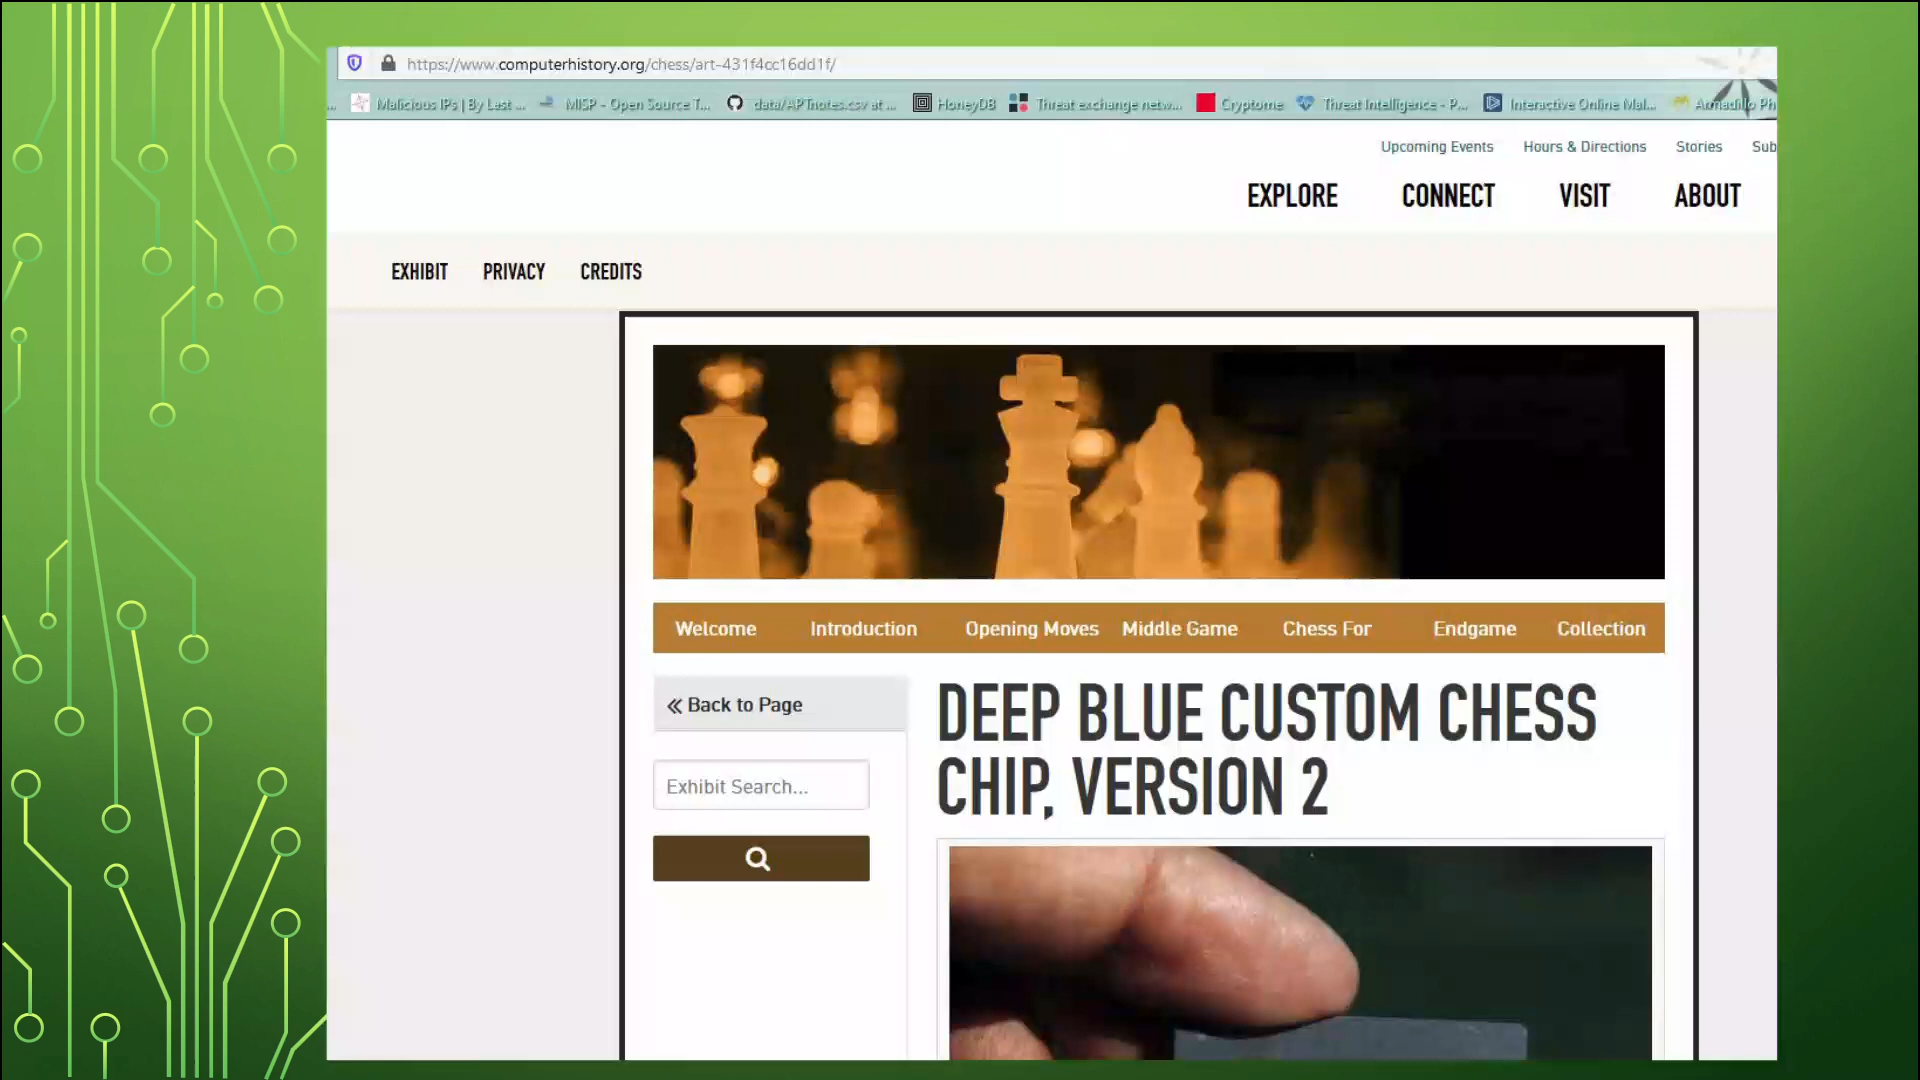 https://www.computerhistory.org/chess/art-431f4cc16dd1f/
... Malicious IPs | By Last ... MISP - Open Source T... data/APTnotes.csv at ... HoneyDB Threat exchange netw... Cryptome Threat Intelligence - P... Interactive Online Mal... Armadillo Ph
Upcoming Events Hours & Directions Stories Sub
EXPLORE CONNECT VISIT ABOUT
EXHIBIT PRIVACY CREDITS
Welcome Introduction Opening Moves Middle Game Chess For Endgame Collection
« Back to Page
DEEP BLUE CUSTOM CHESS
CHIP, VERSION 2
Exhibit Search...